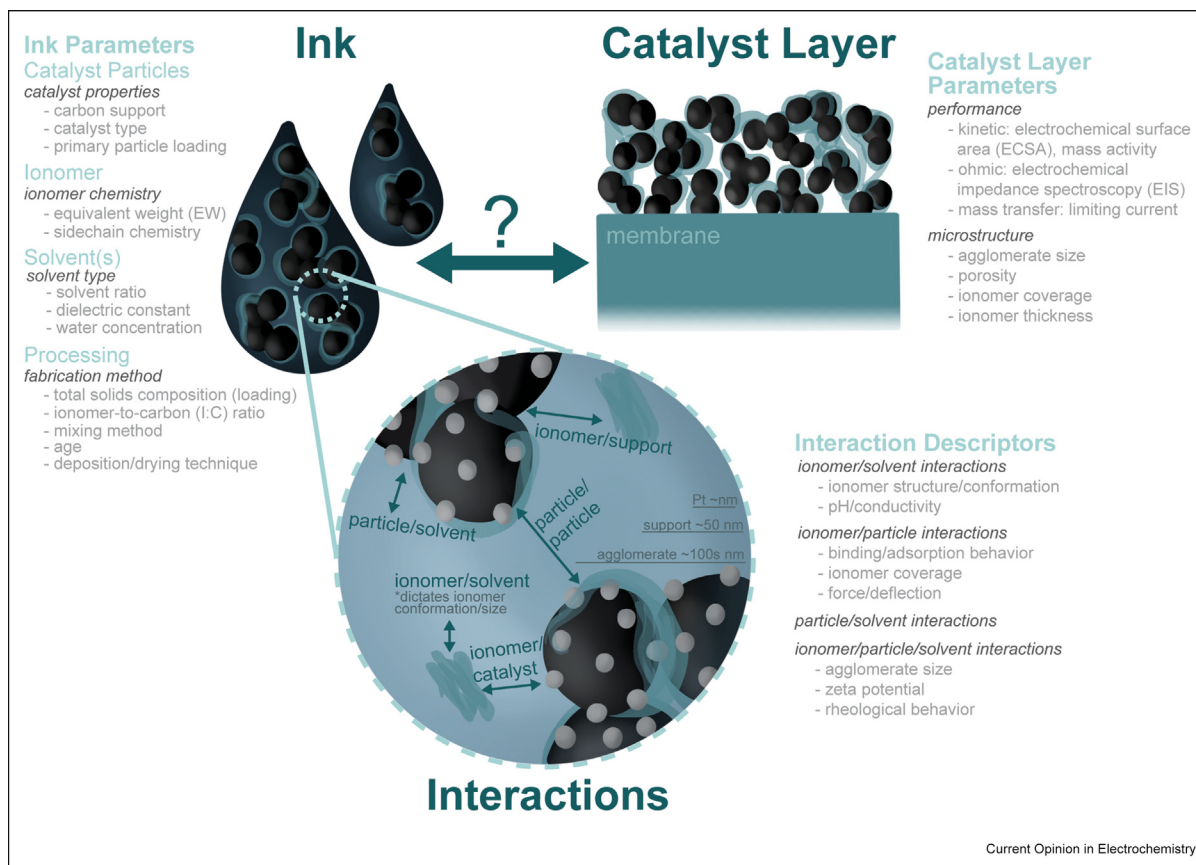 Ink
Catalyst Layer
Ink Parameters
Catalyst Particles
catalyst properties
- carbon support
- catalyst type
- primary particle loading
Ionomer
ionomer chemistry
- equivalent weight (EW)
- sidechain chemistry
Solvent(s)
solvent type
- solvent ratio
- dielectric constant
- water concentration
Processing
fabrication method
- total solids composition (loading)
- ionomer-to-carbon (I:C) ratio
- mixing method
- age
- deposition/drying technique
?
membrane
Catalyst Layer
Parameters
performance
- kinetic: electrochemical surface
area (ECSA), mass activity
- ohmic: electrochemical
impedance spectroscopy (EIS)
- mass transfer: limiting current
microstructure
- agglomerate size
- porosity
- ionomer coverage
- ionomer thickness
ionomer/support
particle/solvent
particle/
particle
Pt ~nm
support ~50 nm
agglomerate ~100s nm
ionomer/solvent
*dictates ionomer
conformation/size
ionomer/
catalyst
Interactions
Interaction Descriptors
ionomer/solvent interactions
- ionomer structure/conformation
- pH/conductivity
ionomer/particle interactions
- binding/adsorption behavior
- ionomer coverage
- force/deflection
particle/solvent interactions
ionomer/particle/solvent interactions
- agglomerate size
- zeta potential
- rheological behavior
Current Opinion in Electrochemistry